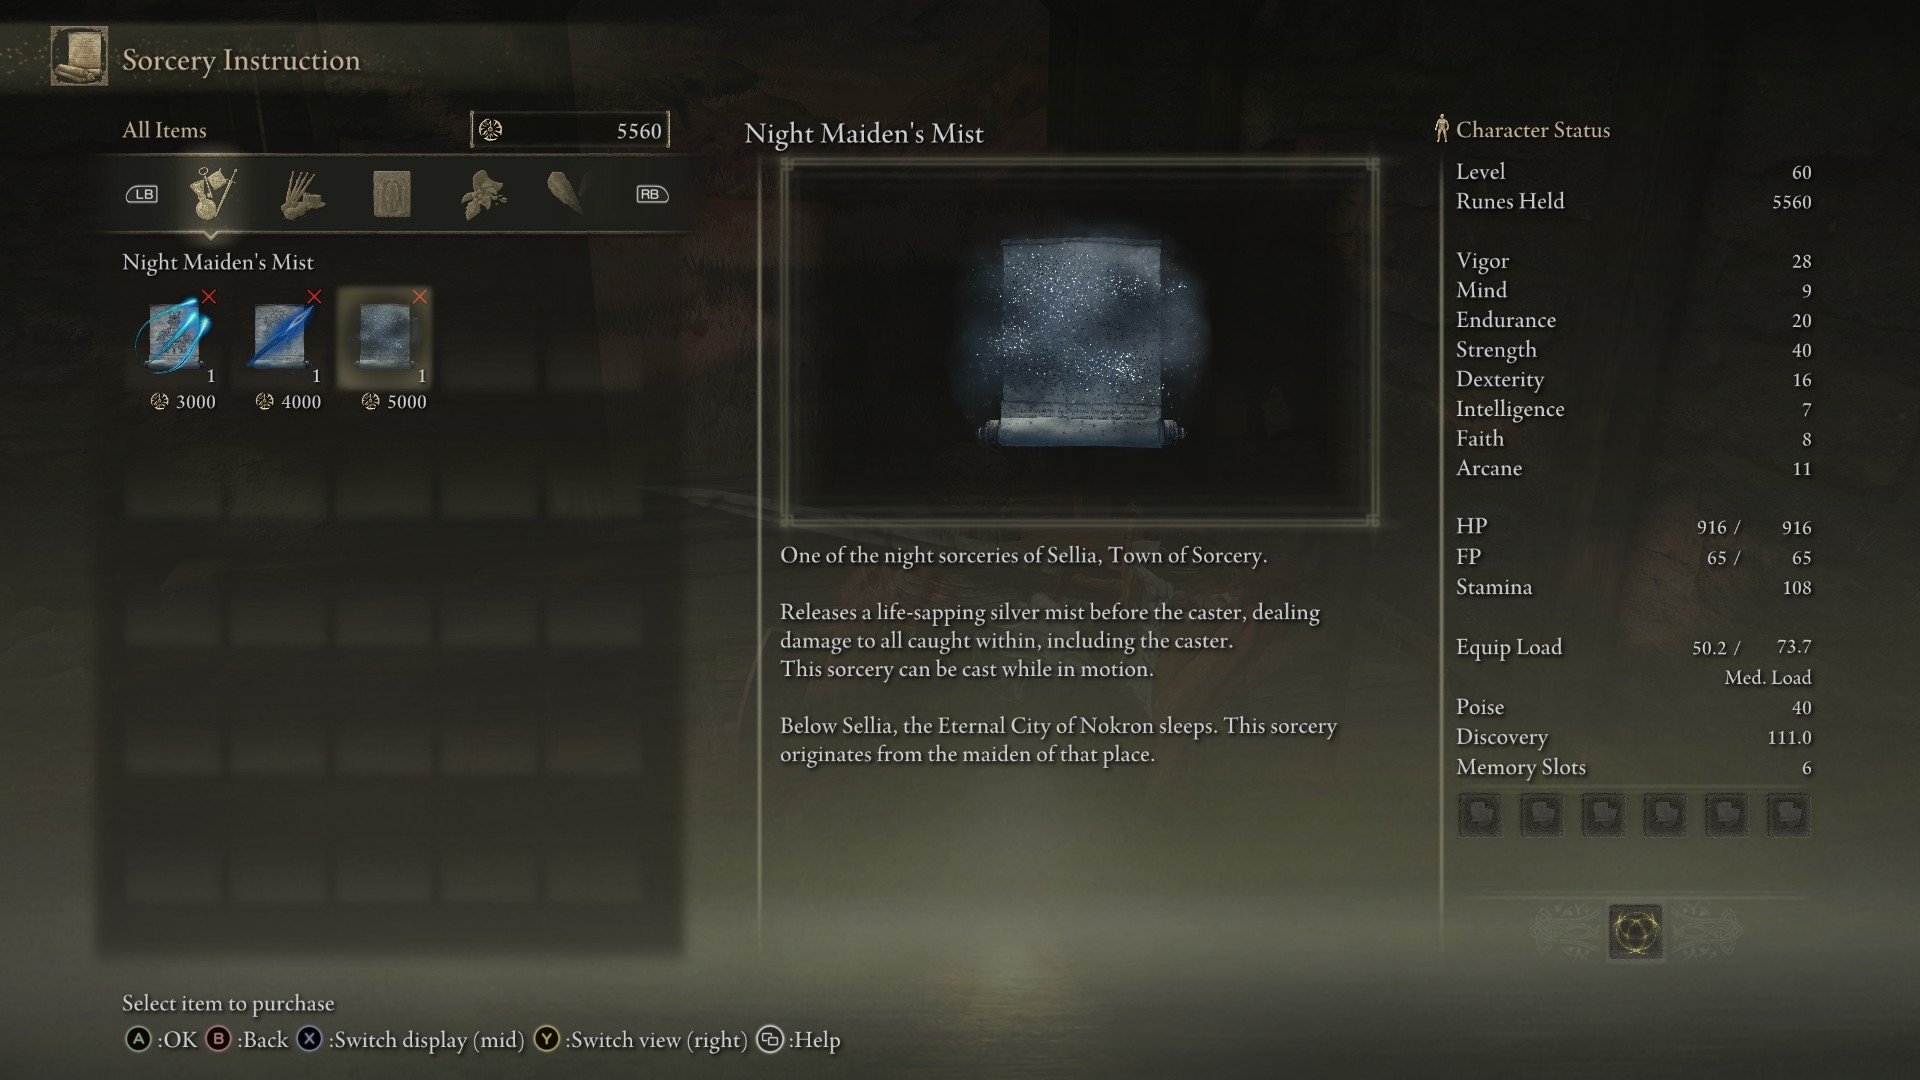 Sorcery Instruction
All Items
5560
LB
RB
Night Maiden's Mist
1
1
1
3000
4000
5000
Night Maiden's Mist
One of the night sorceries of Sellia, Town of Sorcery.
Releases a life-sapping silver mist before the caster, dealing
damage to all caught within, including the caster.
This sorcery can be cast while in motion.
Below Sellia, the Eternal City of Nokron sleeps. This sorcery
originates from the maiden of that place.
Character Status
Level 60
Runes Held 5560
Vigor 28
Mind 9
Endurance 20
Strength 40
Dexterity 16
Intelligence 7
Faith 8
Arcane 11
HP 916 / 916
FP 65 / 65
Stamina 108
Equip Load 50.2 / 73.7
Med. Load
Poise 40
Discovery 111.0
Memory Slots 6
Select item to purchase
A :OK B :Back X :Switch display (mid) Y :Switch view (right) :Help